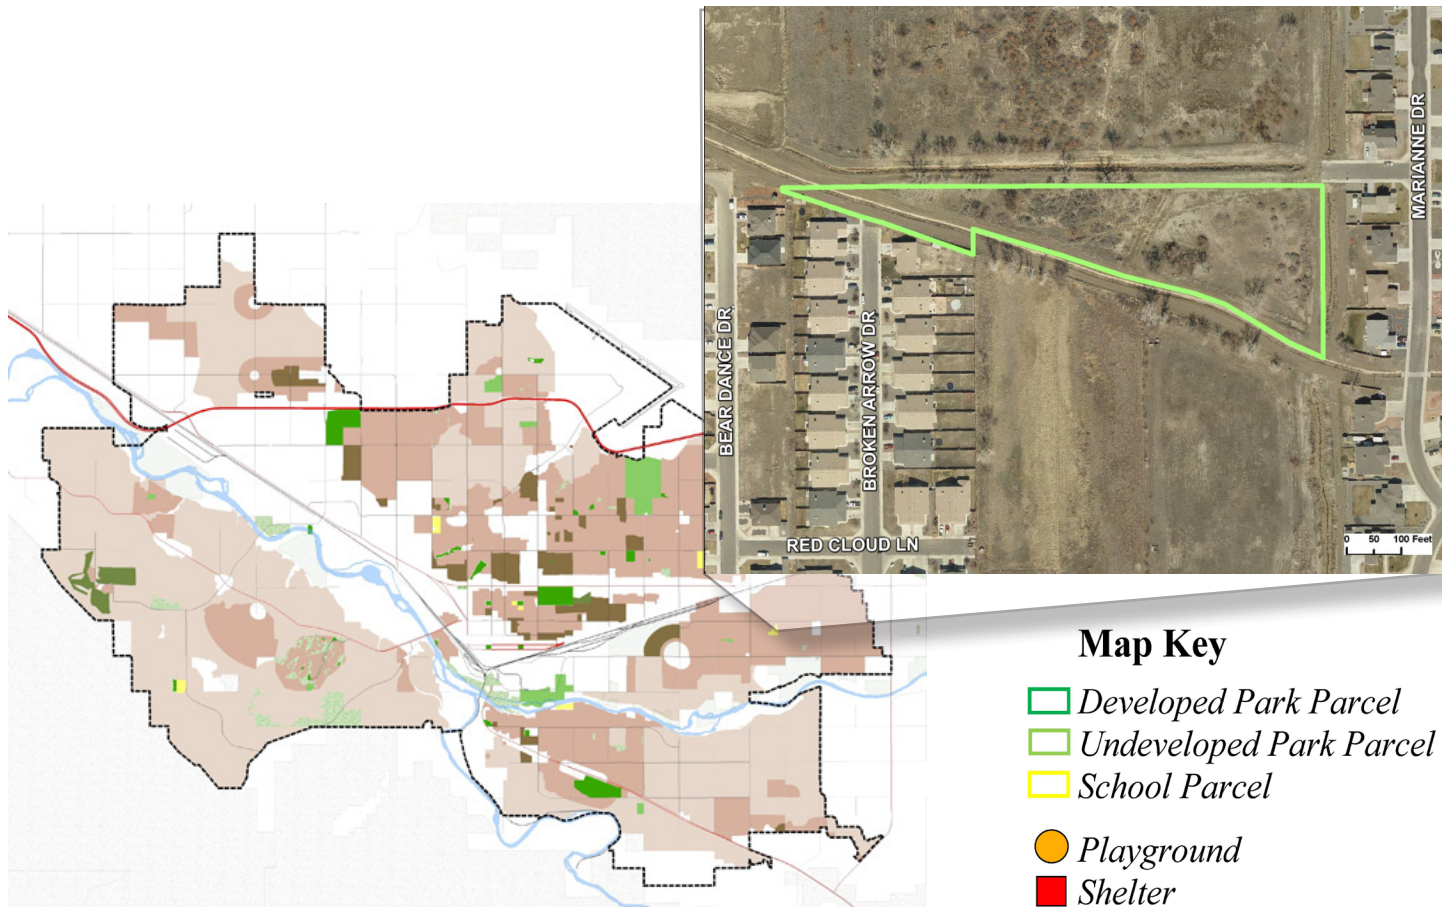 MARIANNE DR
BEAR DANCE DR
BROKEN ARROW DR
RED CLOUD LN
0 50 100 Feet
Map Key
Developed Park Parcel
Undeveloped Park Parcel
School Parcel
Playground
Shelter